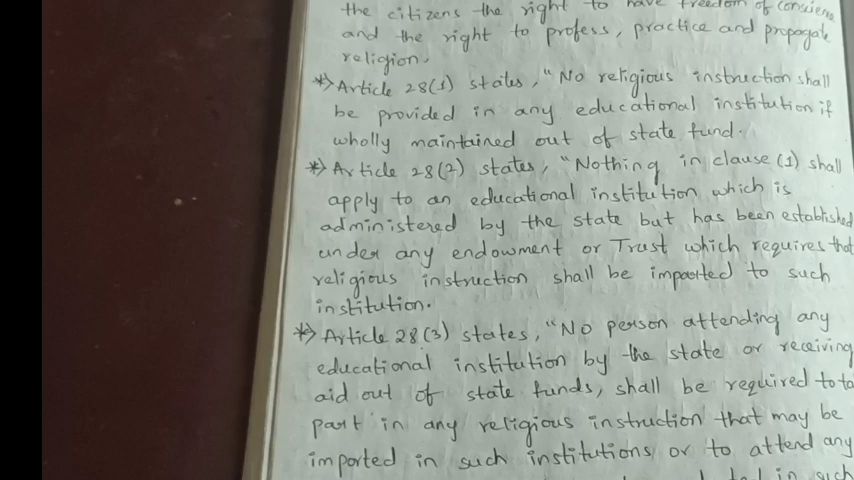 the citizens the right to have freedom of conscienc
and the right to profess, practice and propagate
religion.
*> Article 28(1) states, "No religious instruction shall
be provided in any educational institution if
wholly maintained out of state fund.
*> Article 28(2) states, "Nothing in clause (1) shall
apply to an educational institution which is
administered by the state but has been established
under any endowment or Trust which requires that
religious instruction shall be imparted to such
institution.
*> Article 28(3) states, "No person attending any
educational institution by the state or receiving
aid out of state funds, shall be required to ta
part in any religious instruction that may be
imported in such institutions or to attend any
in such